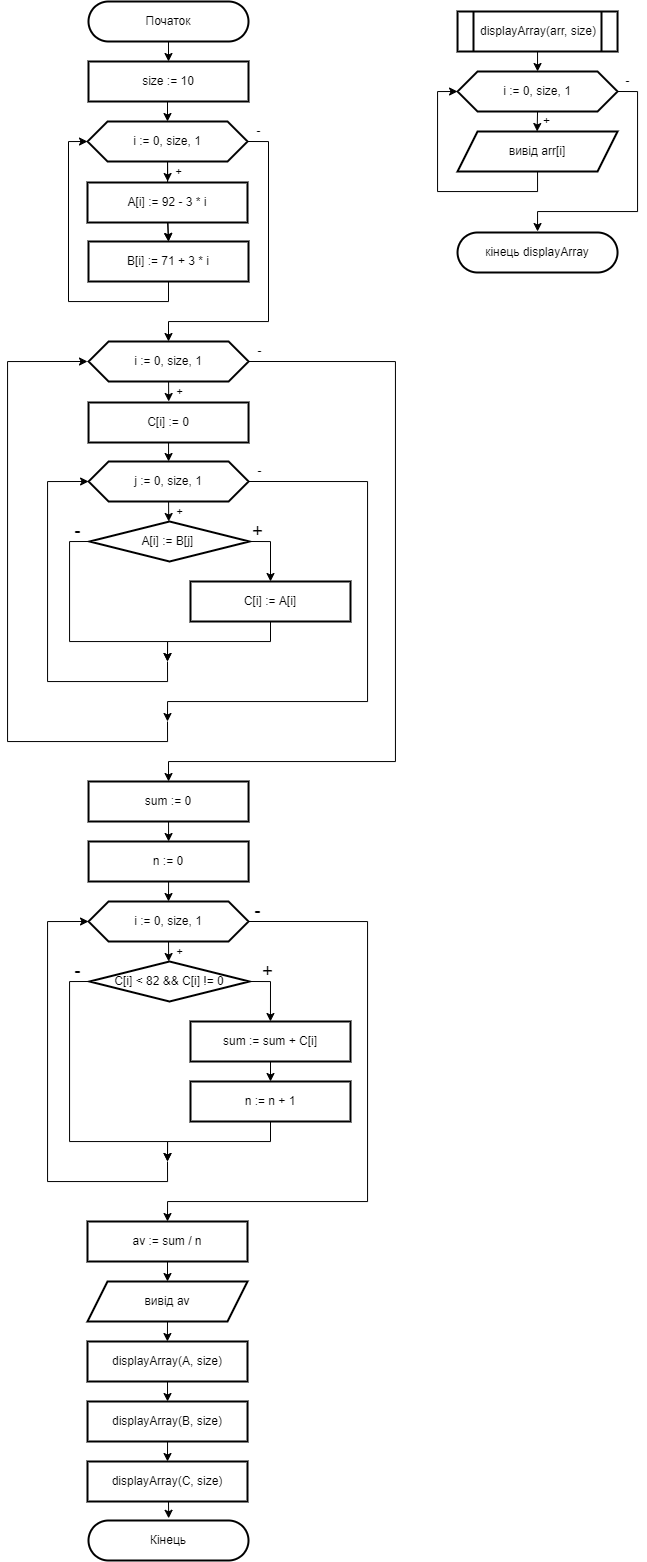 Початок
size := 10
i := 0, size, 1
-
+
A[i] := 92 - 3 * i
B[i] := 71 + 3 * i
i := 0, size, 1
-
+
C[i] := 0
j := 0, size, 1
-
+
A[i] := B[j]
-
+
C[i] := A[i]
sum := 0
n := 0
i := 0, size, 1
-
+
C[i] < 82 && C[i] != 0
-
+
sum := sum + C[i]
n := n + 1
av := sum / n
вивід av
displayArray(A, size)
displayArray(B, size)
displayArray(C, size)
Кінець
displayArray(arr, size)
i := 0, size, 1
-
+
вивід arr[i]
кінець displayArray